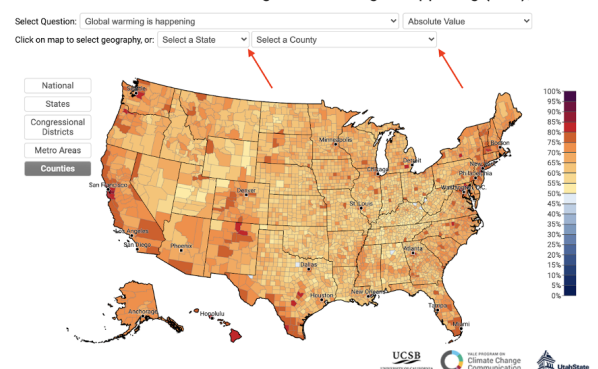 Select Question: Global warming is happening Absolute Value
Click on map to select geography, or: Select a State Select a County
National
States
Congressional
Districts
Metro Areas
Counties
Minneapolis
Boston
Detroit
Chicago
Philadelphia
Washington, DC
San Francisco
Denver
St. Louis
Los Angeles
San Diego
Phoenix
Atlanta
Dallas
Houston
New Orleans
Tampa
Miami
Anchorage
Honolulu
100%
95%
90%
85%
80%
75%
70%
65%
60%
55%
50%
45%
40%
35%
30%
25%
20%
15%
10%
5%
0%
UCSB
YALE PROGRAM ON
Climate Change
Communication
UtahState